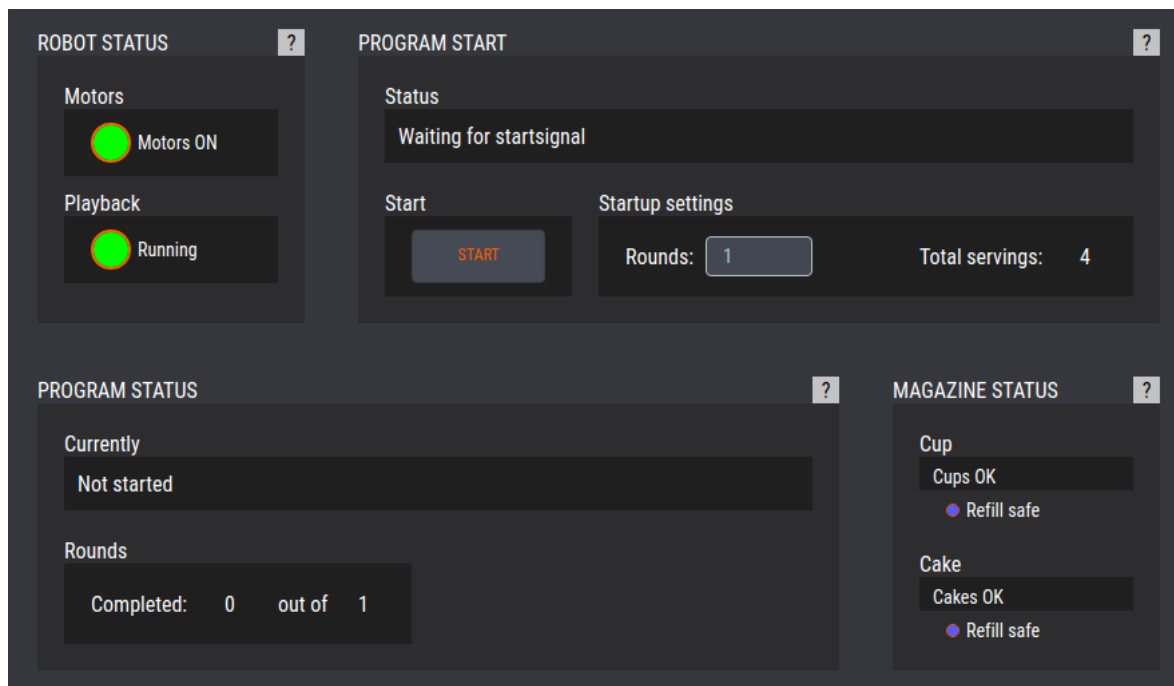 ROBOT STATUS ?
Motors
Motors ON
Playback
Running
PROGRAM START ?
Status
Waiting for startsignal
Start
START
Startup settings
Rounds: 1 Total servings: 4
PROGRAM STATUS ?
Currently
Not started
Rounds
Completed: 0 out of 1
MAGAZINE STATUS ?
Cup
Cups OK
Refill safe
Cake
Cakes OK
Refill safe